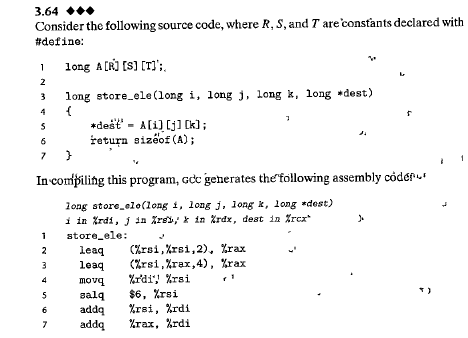 3.64 ◆◆◆
Consider the following source code, where R, S, and T are constants declared with
#define:
1 long A[R][S][T];
2
3 long store_ele(long i, long j, long k, long *dest)
4 {
5 *dest = A[i][j][k];
6 return sizeof(A);
7 }
In compiling this program, GCC generates the following assembly code:
long store_ele(long i, long j, long k, long *dest)
i in %rdi, j in %rsi, k in %rdx, dest in %rcx
1 store_ele:
2 leaq (%rsi,%rsi,2), %rax
3 leaq (%rsi,%rax,4), %rax
4 movq %rdi, %rsi
5 salq $6, %rsi
6 addq %rsi, %rdi
7 addq %rax, %rdi